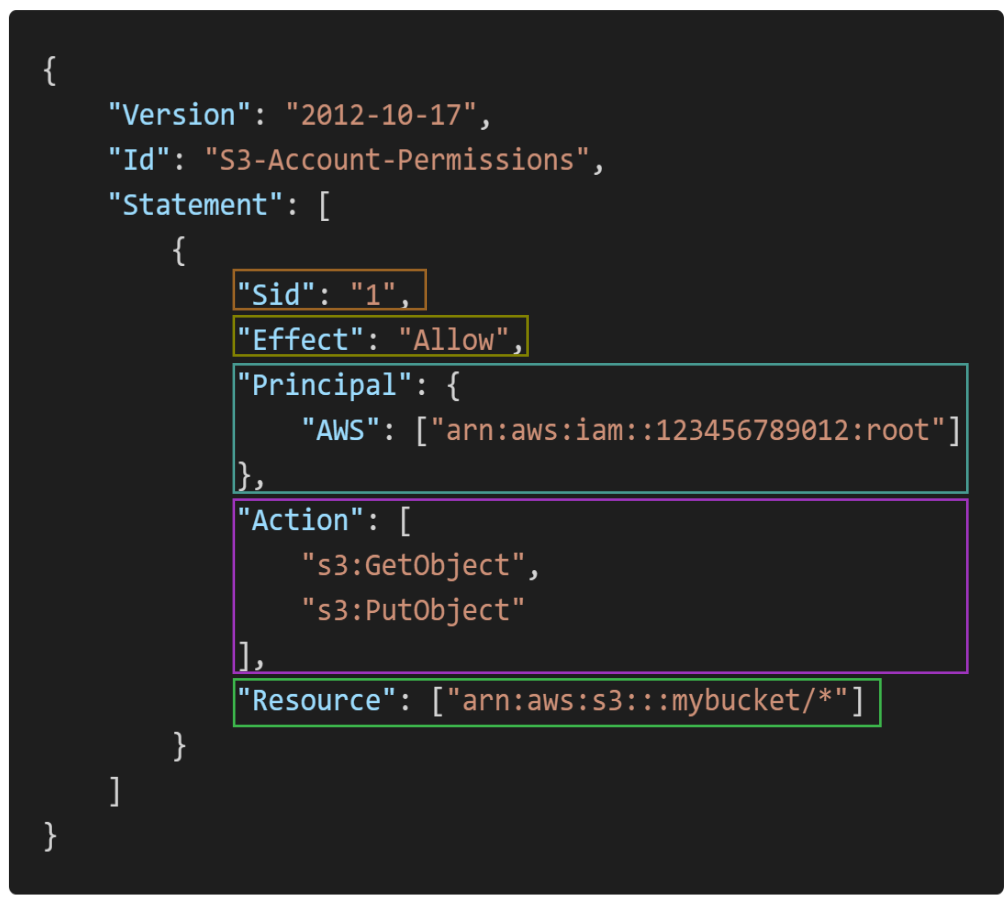 {
"Version": "2012-10-17",
"Id": "S3-Account-Permissions",
"Statement": [
{
"Sid": "1",
"Effect": "Allow",
"Principal": {
"AWS": ["arn:aws:iam::123456789012:root"]
},
"Action": [
"s3:GetObject",
"s3:PutObject"
],
"Resource": ["arn:aws:s3:::mybucket/*"]
}
]
}